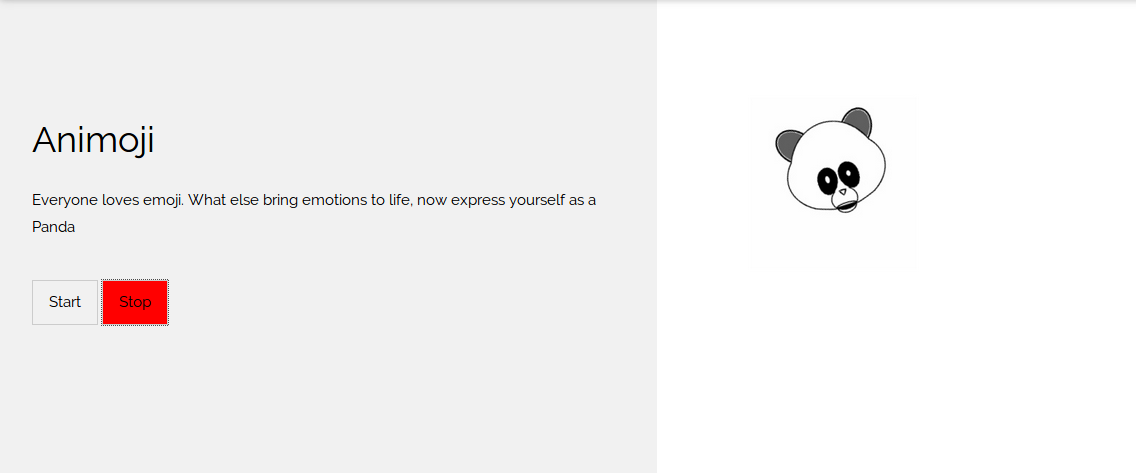 Animoji
Everyone loves emoji. What else bring emotions to life, now express yourself as a
Panda
Start Stop